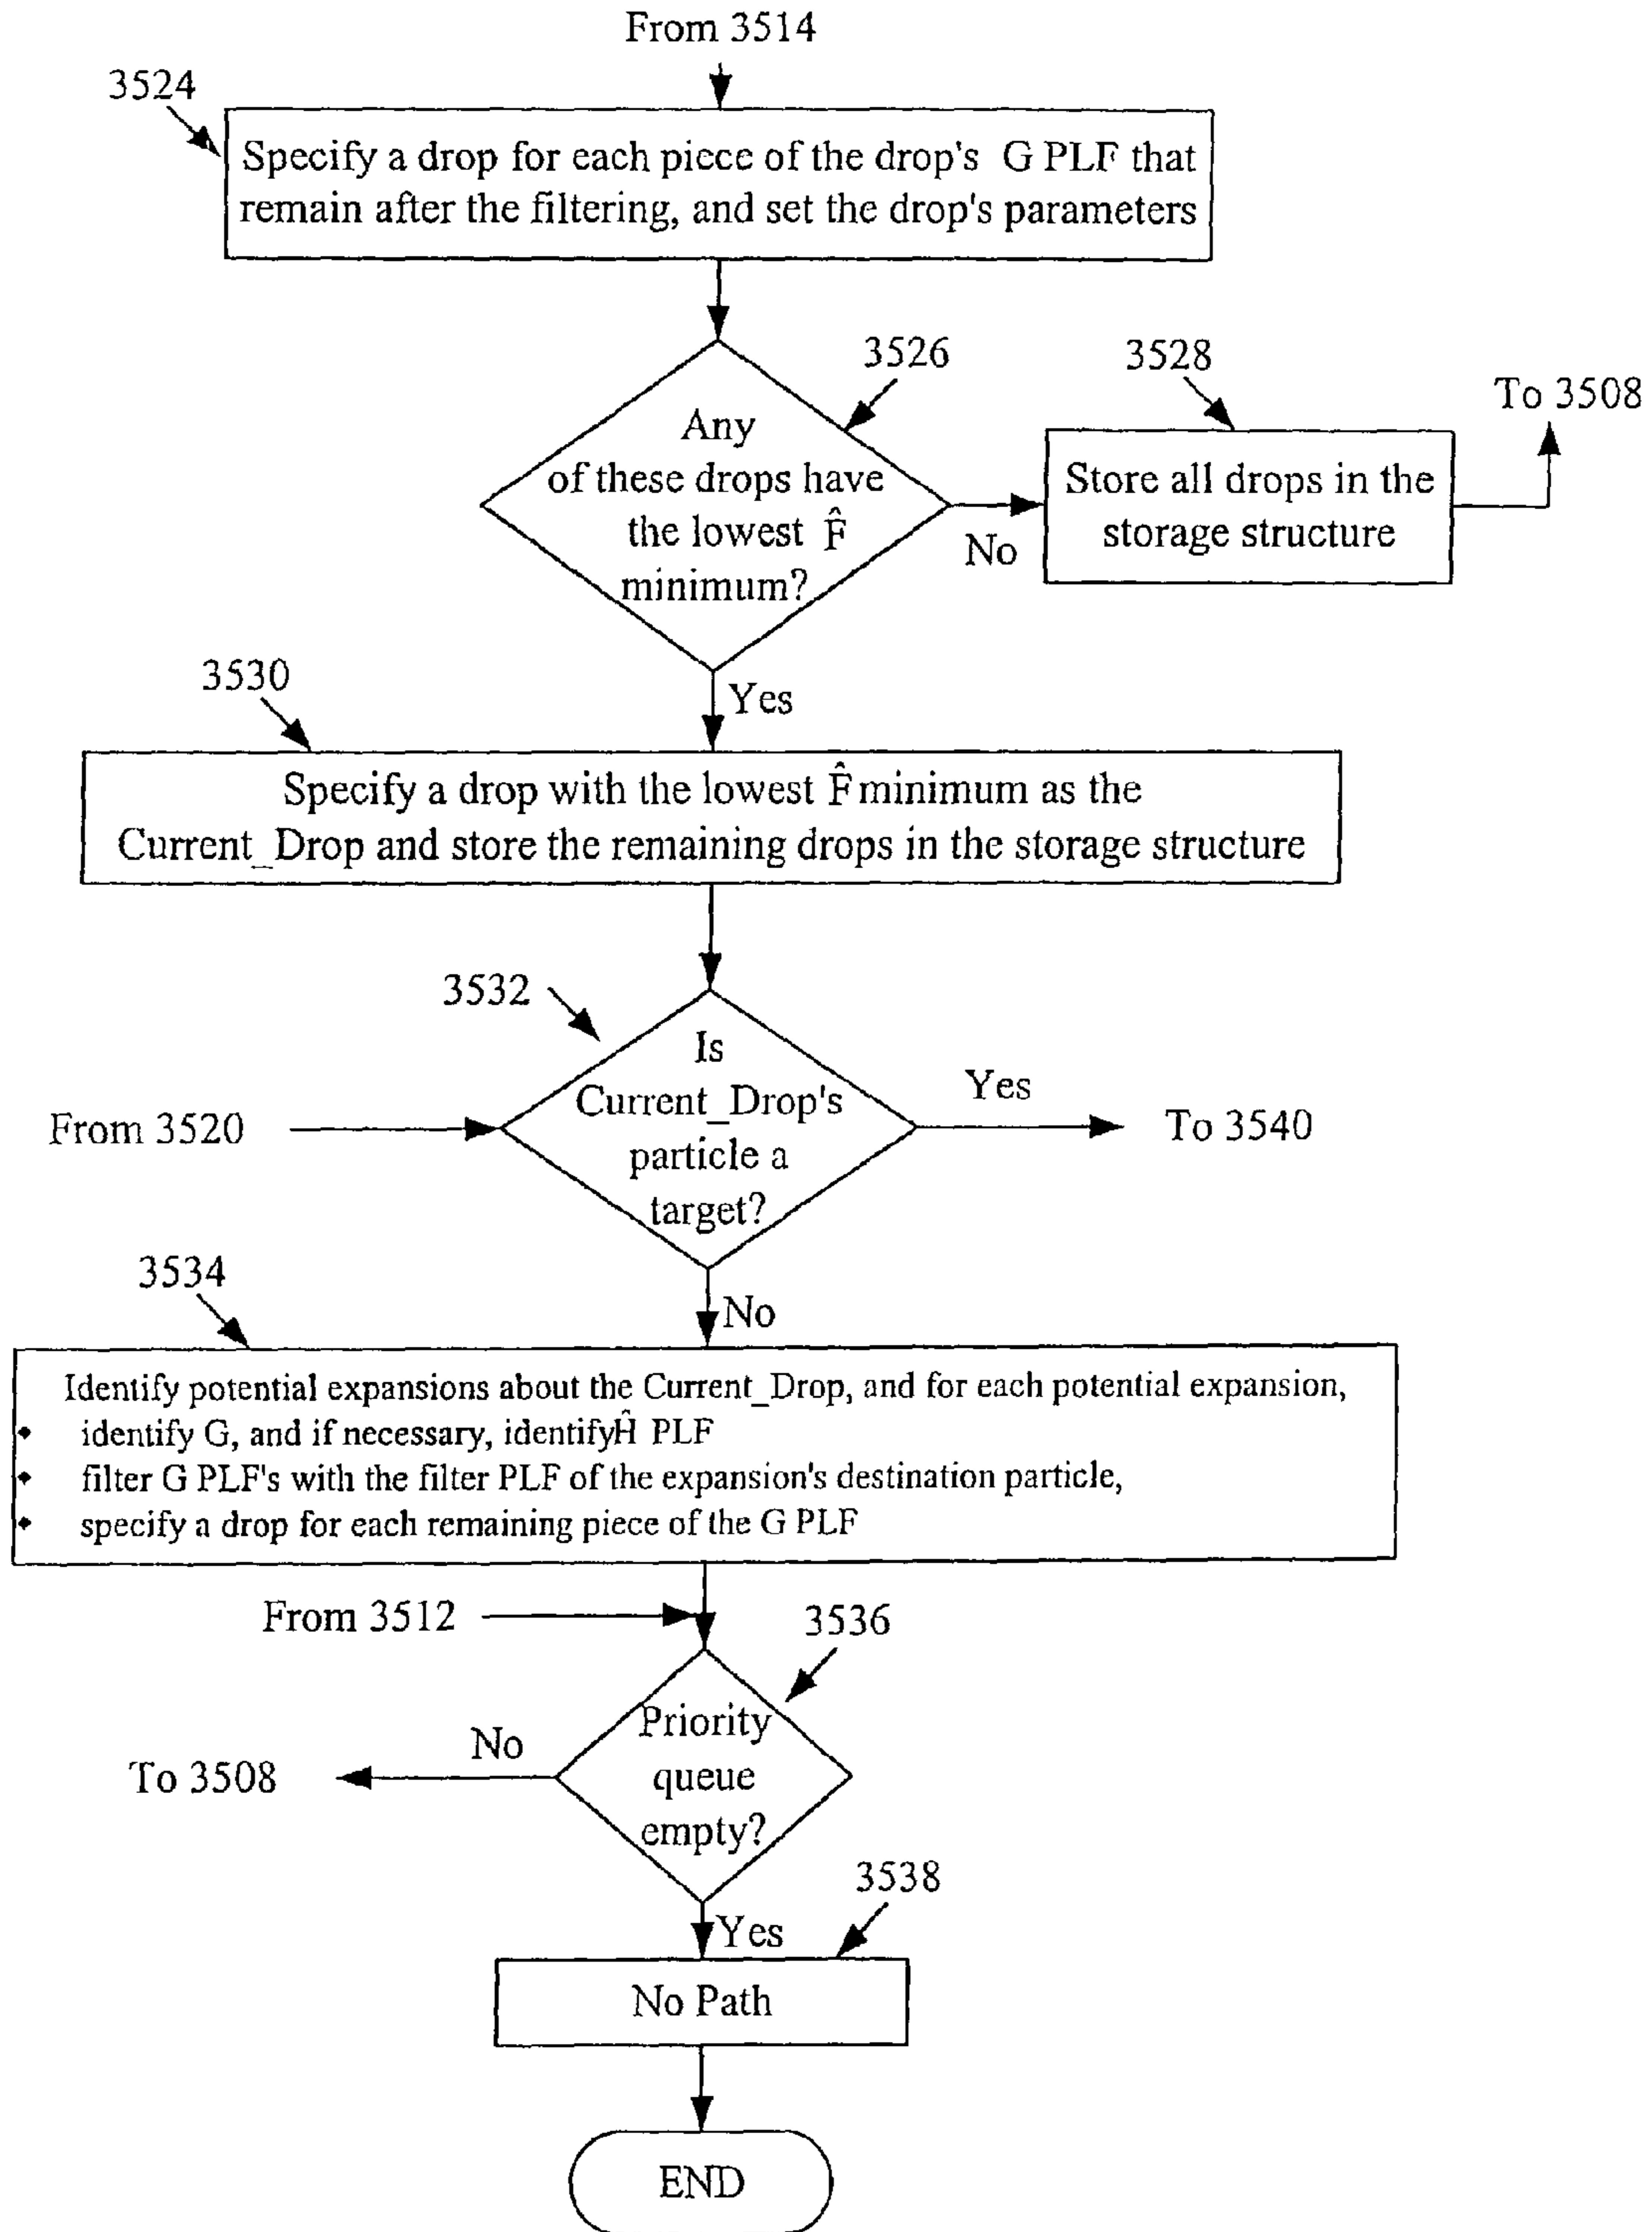 From 3514
3524
Specify a drop for each piece of the drop's G PLF that
remain after the filtering, and set the drop's parameters
3526
3528
To 3508
Any
of these drops have
the lowest F̂
minimum?
No
Store all drops in the
storage structure
Yes
3530
Specify a drop with the lowest F̂ minimum as the
Current_Drop and store the remaining drops in the storage structure
3532
Is
Current_Drop's
particle a
target?
From 3520
Yes
To 3540
No
3534
Identify potential expansions about the Current_Drop, and for each potential expansion,
• identify G, and if necessary, identify Ĥ PLF
• filter G PLF's with the filter PLF of the expansion's destination particle,
• specify a drop for each remaining piece of the G PLF
From 3512
3536
Priority
queue
empty?
No
To 3508
Yes
3538
No Path
END